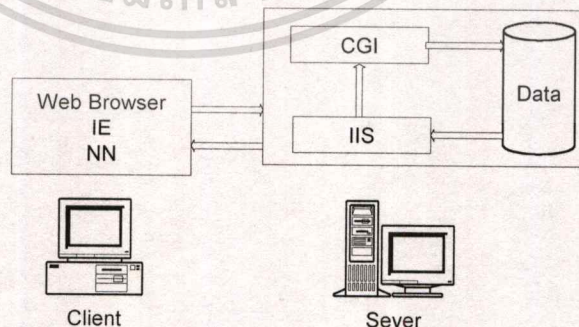 CGI
Data
Web Browser
IE
NN
IIS
Client
Sever